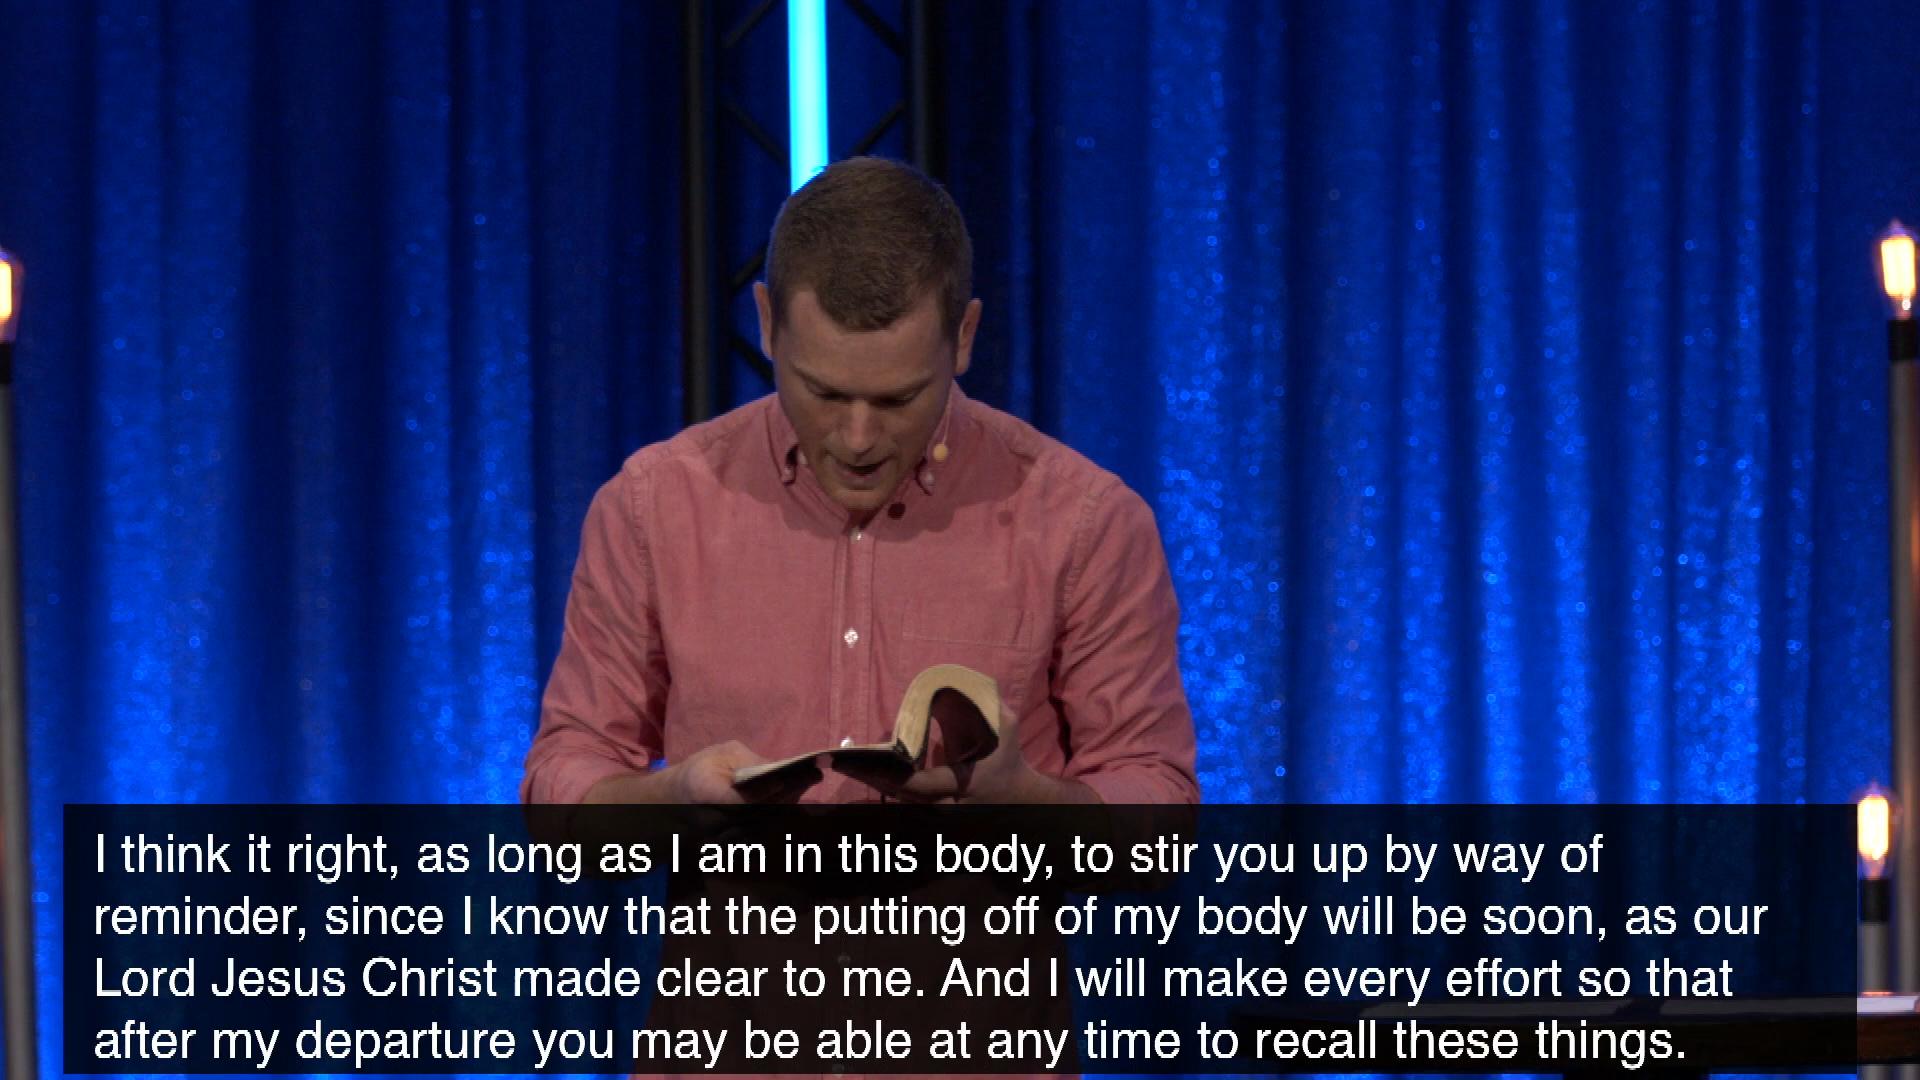 I think it right, as long as I am in this body, to stir you up by way of
reminder, since I know that the putting off of my body will be soon, as our
Lord Jesus Christ made clear to me. And I will make every effort so that
after my departure you may be able at any time to recall these things.